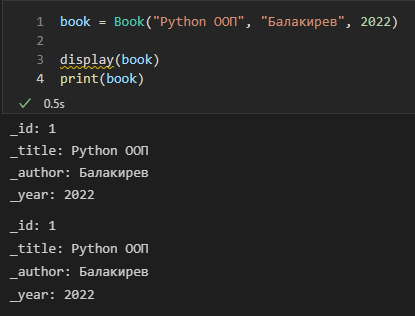 1 book = Book("Python ООП", "Балакирев", 2022)
2
3 display(book)
4 print(book)
0.5s
_id: 1
_title: Python ООП
_author: Балакирев
_year: 2022
_id: 1
_title: Python ООП
_author: Балакирев
_year: 2022